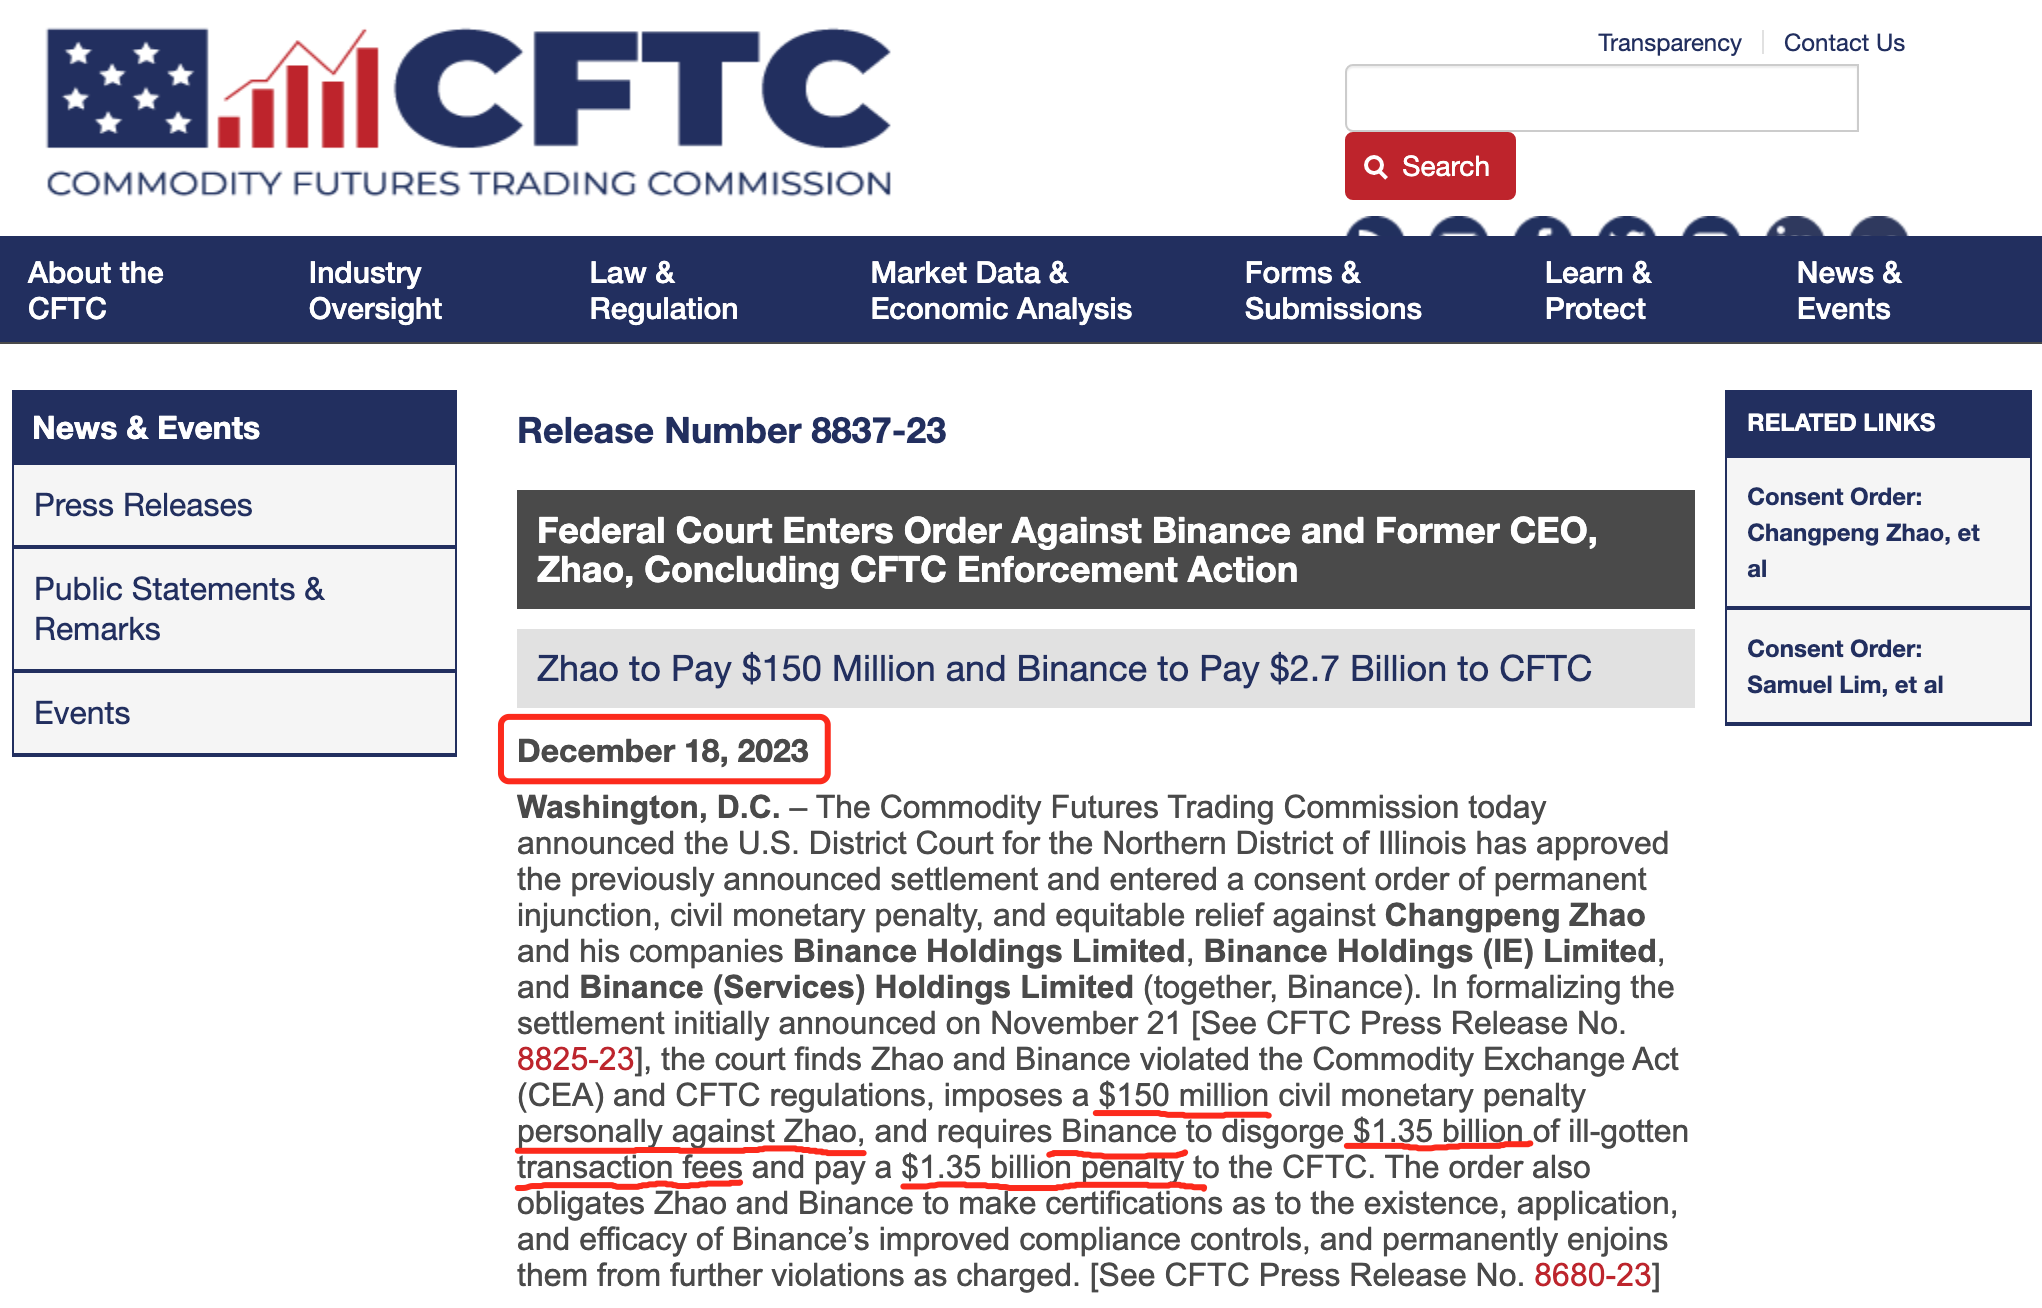 CFTC
COMMODITY FUTURES TRADING COMMISSION
Transparency
Contact Us
Search
About the
CFTC
Industry
Oversight
Law &
Regulation
Market Data &
Economic Analysis
Forms &
Submissions
Learn &
Protect
News &
Events
News & Events
Press Releases
Public Statements &
Remarks
Events
Release Number 8837-23
Federal Court Enters Order Against Binance and Former CEO,
Zhao, Concluding CFTC Enforcement Action
Zhao to Pay $150 Million and Binance to Pay $2.7 Billion to CFTC
December 18, 2023
Washington, D.C. – The Commodity Futures Trading Commission today
announced the U.S. District Court for the Northern District of Illinois has approved
the previously announced settlement and entered a consent order of permanent
injunction, civil monetary penalty, and equitable relief against Changpeng Zhao
and his companies Binance Holdings Limited, Binance Holdings (IE) Limited,
and Binance (Services) Holdings Limited (together, Binance). In formalizing the
settlement initially announced on November 21 [See CFTC Press Release No.
8825-23], the court finds Zhao and Binance violated the Commodity Exchange Act
(CEA) and CFTC regulations, imposes a $150 million civil monetary penalty
personally against Zhao, and requires Binance to disgorge $1.35 billion of ill-gotten
transaction fees and pay a $1.35 billion penalty to the CFTC. The order also
obligates Zhao and Binance to make certifications as to the existence, application,
and efficacy of Binance’s improved compliance controls, and permanently enjoins
them from further violations as charged. [See CFTC Press Release No. 8680-23]
RELATED LINKS
Consent Order:
Changpeng Zhao, et
al
Consent Order:
Samuel Lim, et al